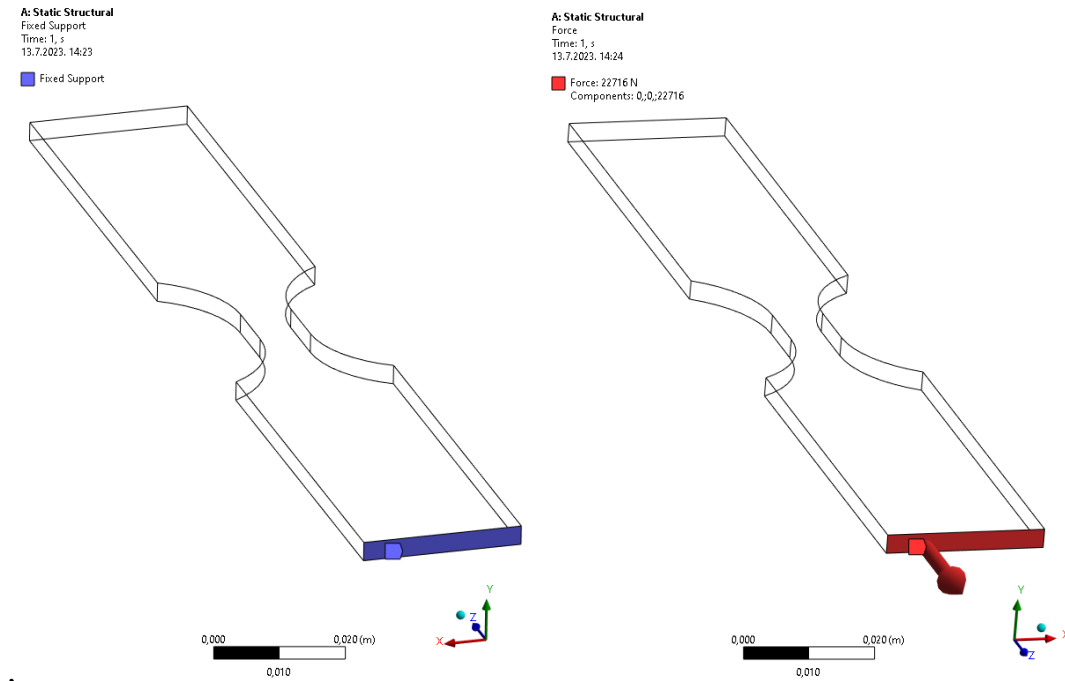 A: Static Structural
Fixed Support
Time: 1, s
13.7.2023. 14:23
Fixed Support
Y
Z
X
0,000 0,020 (m)
0,010
A: Static Structural
Force
Time: 1, s
13.7.2023. 14:24
Force: 22716 N
Components: 0,;0,;22716
Y
X
Z
0,000 0,020 (m)
0,010